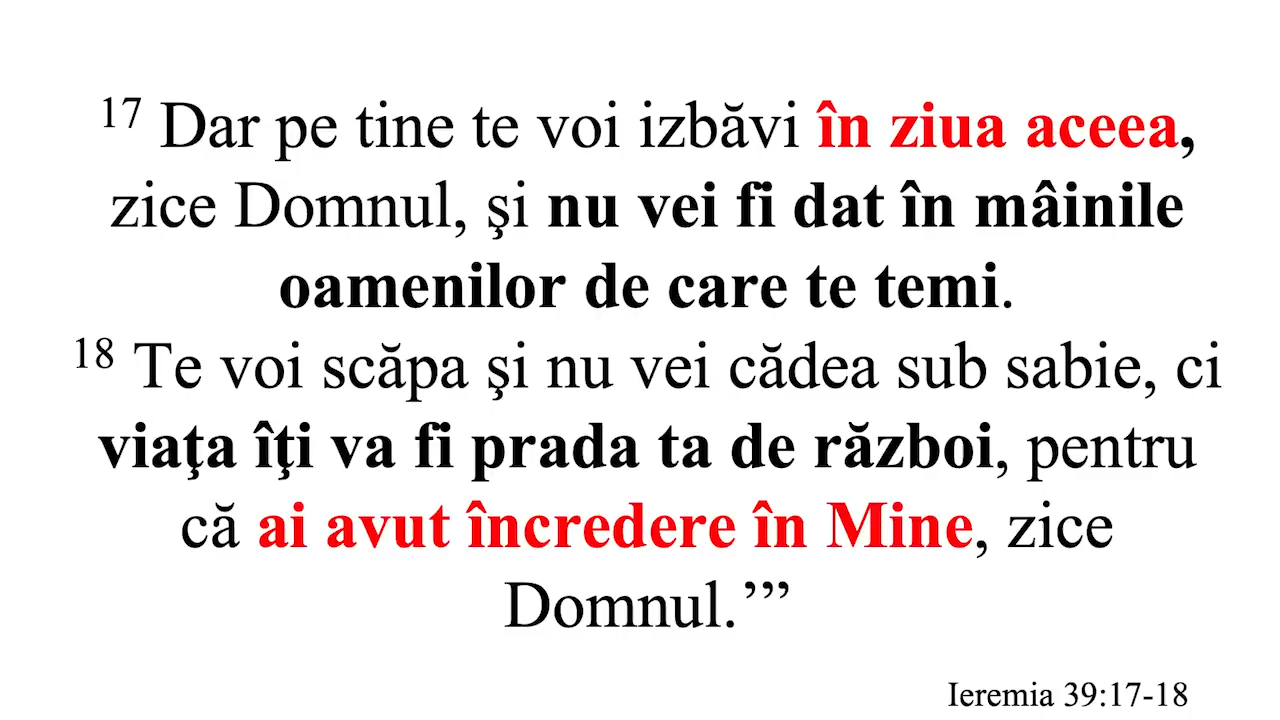 17 Dar pe tine te voi izbăvi în ziua aceea,
zice Domnul, şi nu vei fi dat în mâinile
oamenilor de care te temi.
18 Te voi scăpa şi nu vei cădea sub sabie, ci
viaţa îţi va fi prada ta de război, pentru
că ai avut încredere în Mine, zice
Domnul.’”
Ieremia 39:17-18